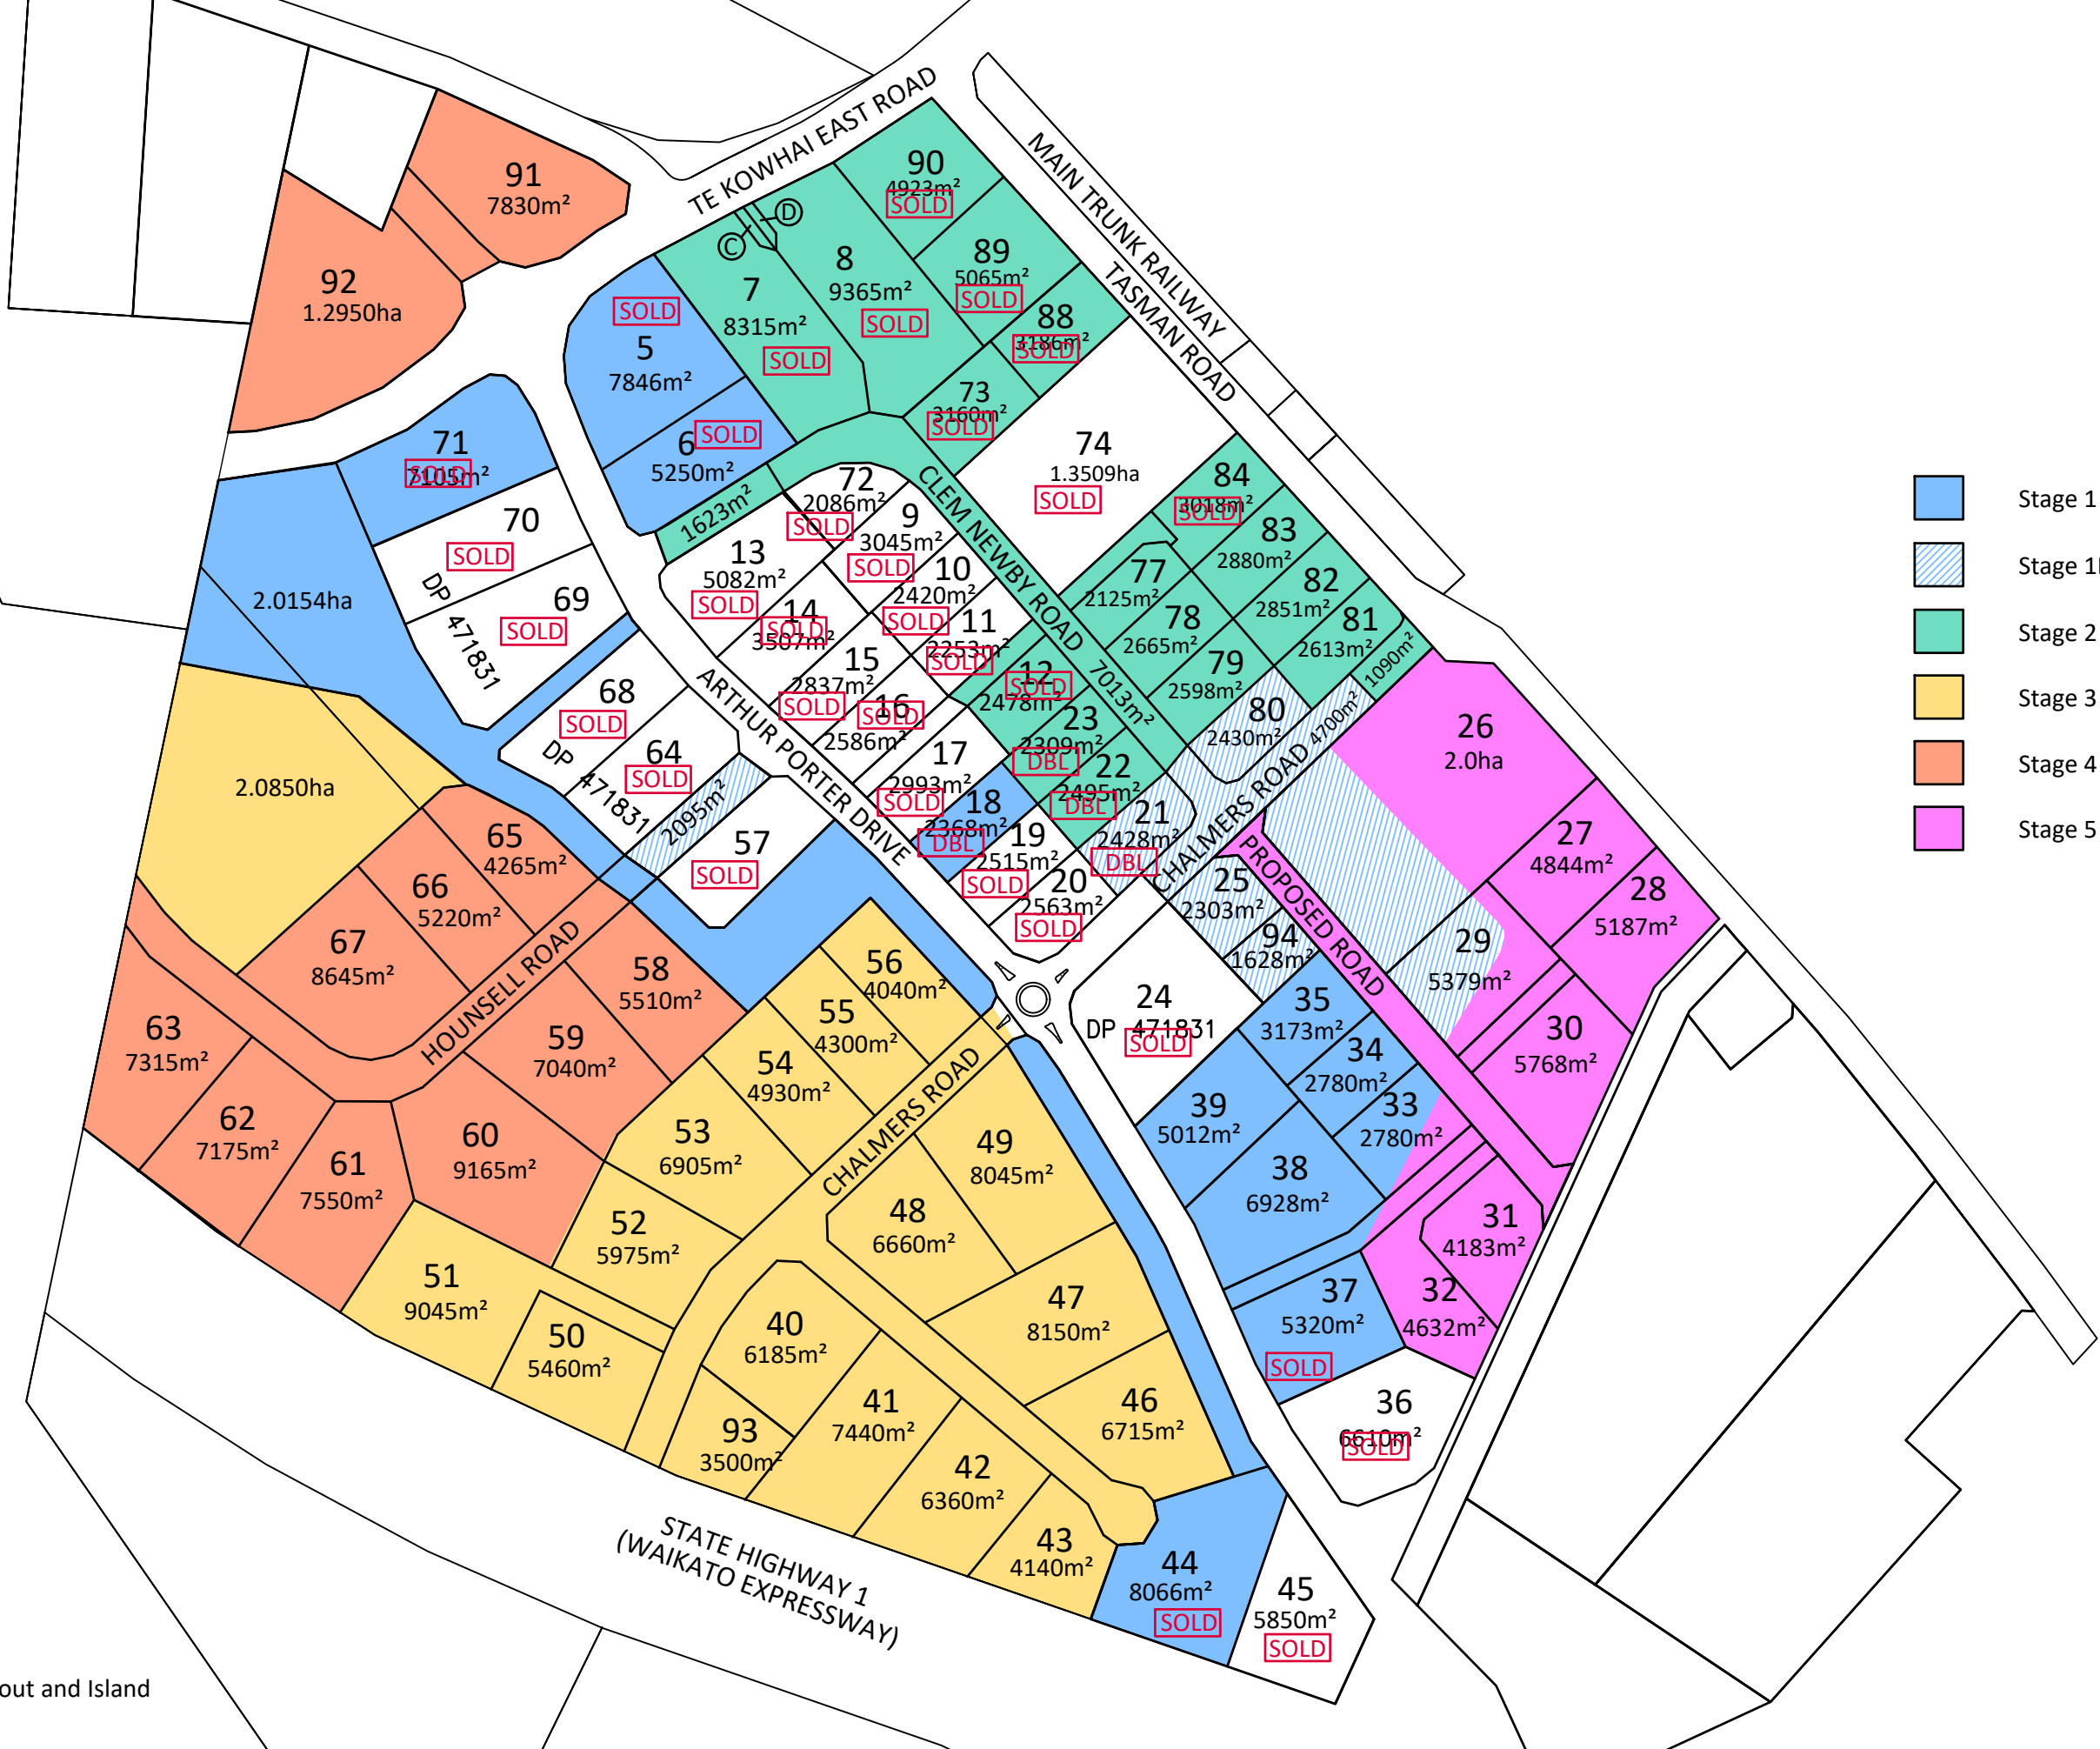 TE KOWHAI EAST ROAD
MAIN TRUNK RAILWAY
TASMAN ROAD
91
7830m²
92
1.2950ha
90
4923m²
SOLD
D
C
8
9365m²
SOLD
89
5065m²
SOLD
7
8315m²
SOLD
88
3186m²
SOLD
SOLD
5
7846m²
73
3160m²
SOLD
6
SOLD
5250m²
71
7105m²
SOLD
74
1.3509ha
SOLD
CLEM NEWBY ROAD
7013m²
1623m²
72
2086m²
SOLD
9
3045m²
SOLD
84
3018m²
SOLD
83
2880m²
70
SOLD
13
5082m²
SOLD
10
2420m²
SOLD
77
2125m²
82
2851m²
2.0154ha
DP 471831
69
SOLD
14
3507m²
SOLD
11
2253m²
SOLD
78
2665m²
81
2613m²
1090m²
15
2837m²
SOLD
12
2478m²
SOLD
79
2598m²
68
SOLD
DP 471831
ARTHUR PORTER DRIVE
16
SOLD
2586m²
23
2309m²
DBL
80
2430m²
4700m²
26
2.0ha
64
SOLD
17
2993m²
SOLD
22
2495m²
DBL
CHALMERS ROAD
2.0850ha
2095m²
57
SOLD
18
2368m²
DBL
21
2428m²
DBL
19
2515m²
SOLD
27
4844m²
65
4265m²
20
2563m²
SOLD
25
2303m²
PROPOSED ROAD
28
5187m²
66
5220m²
94
1628m²
29
5379m²
67
8645m²
HOUNSELL ROAD
58
5510m²
56
4040m²
24
DP 471831
SOLD
35
3173m²
55
4300m²
30
5768m²
63
7315m²
59
7040m²
54
4930m²
34
2780m²
CHALMERS ROAD
39
5012m²
33
2780m²
62
7175m²
60
9165m²
53
6905m²
49
8045m²
61
7550m²
38
6928m²
48
6660m²
31
4183m²
52
5975m²
51
9045m²
47
8150m²
37
5320m²
SOLD
32
4632m²
50
5460m²
40
6185m²
46
6715m²
36
6610m²
SOLD
41
7440m²
93
3500m²
42
6360m²
43
4140m²
44
8066m²
SOLD
45
5850m²
SOLD
STATE HIGHWAY 1
(WAIKATO EXPRESSWAY)
Stage 1
Stage 1
Stage 2
Stage 3
Stage 4
Stage 5
out and Island